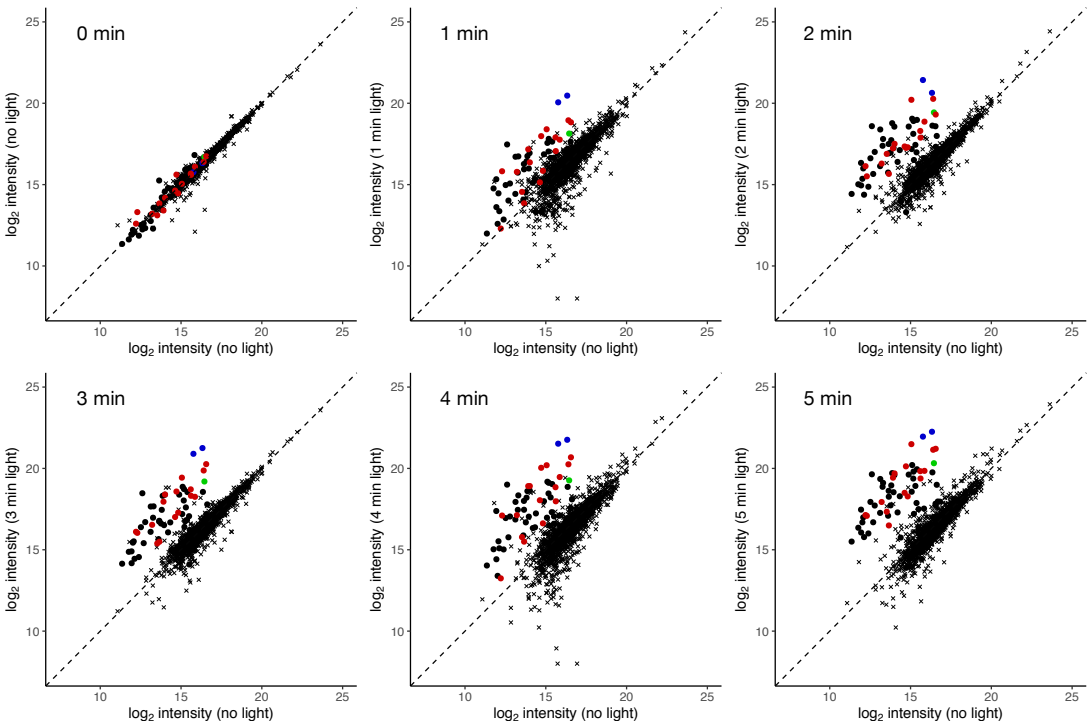 0 min
25
20
15
10
log₂ intensity (no light)
10 15 20 25
log₂ intensity (no light)
1 min
25
20
15
10
log₂ intensity (1 min light)
10 15 20 25
log₂ intensity (no light)
2 min
25
20
15
10
log₂ intensity (2 min light)
10 15 20 25
log₂ intensity (no light)
3 min
25
20
15
10
log₂ intensity (3 min light)
10 15 20 25
log₂ intensity (no light)
4 min
25
20
15
10
log₂ intensity (4 min light)
10 15 20 25
log₂ intensity (no light)
5 min
25
20
15
10
log₂ intensity (5 min light)
10 15 20 25
log₂ intensity (no light)